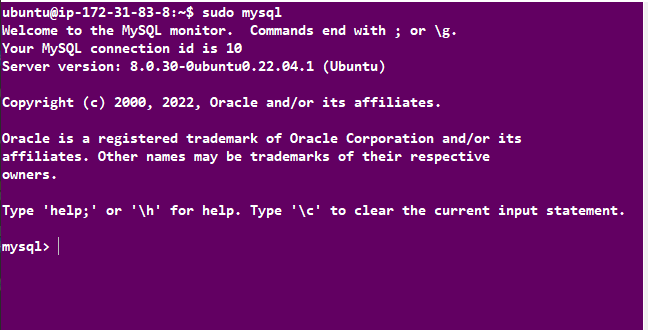 ubuntu@ip-172-31-83-8:~$ sudo mysql
Welcome to the MySQL monitor.  Commands end with ; or \g.
Your MySQL connection id is 10
Server version: 8.0.30-0ubuntu0.22.04.1 (Ubuntu)
Copyright (c) 2000, 2022, Oracle and/or its affiliates.
Oracle is a registered trademark of Oracle Corporation and/or its
affiliates. Other names may be trademarks of their respective
owners.
Type 'help;' or '\h' for help. Type '\c' to clear the current input statement.
mysql>